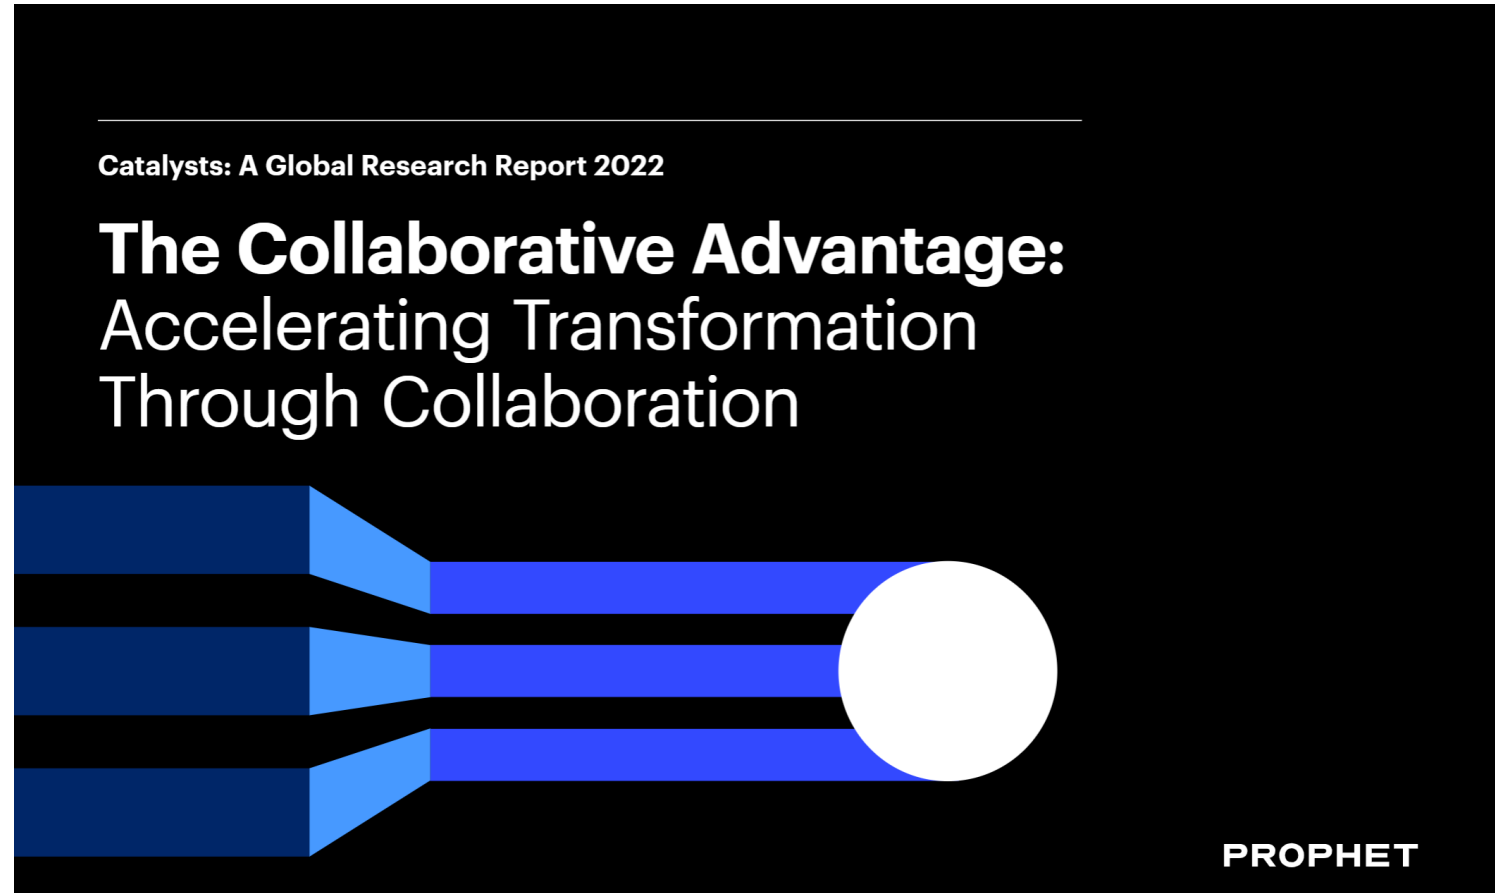 Catalysts: A Global Research Report 2022
The Collaborative Advantage:
Accelerating Transformation
Through Collaboration
PROPHET